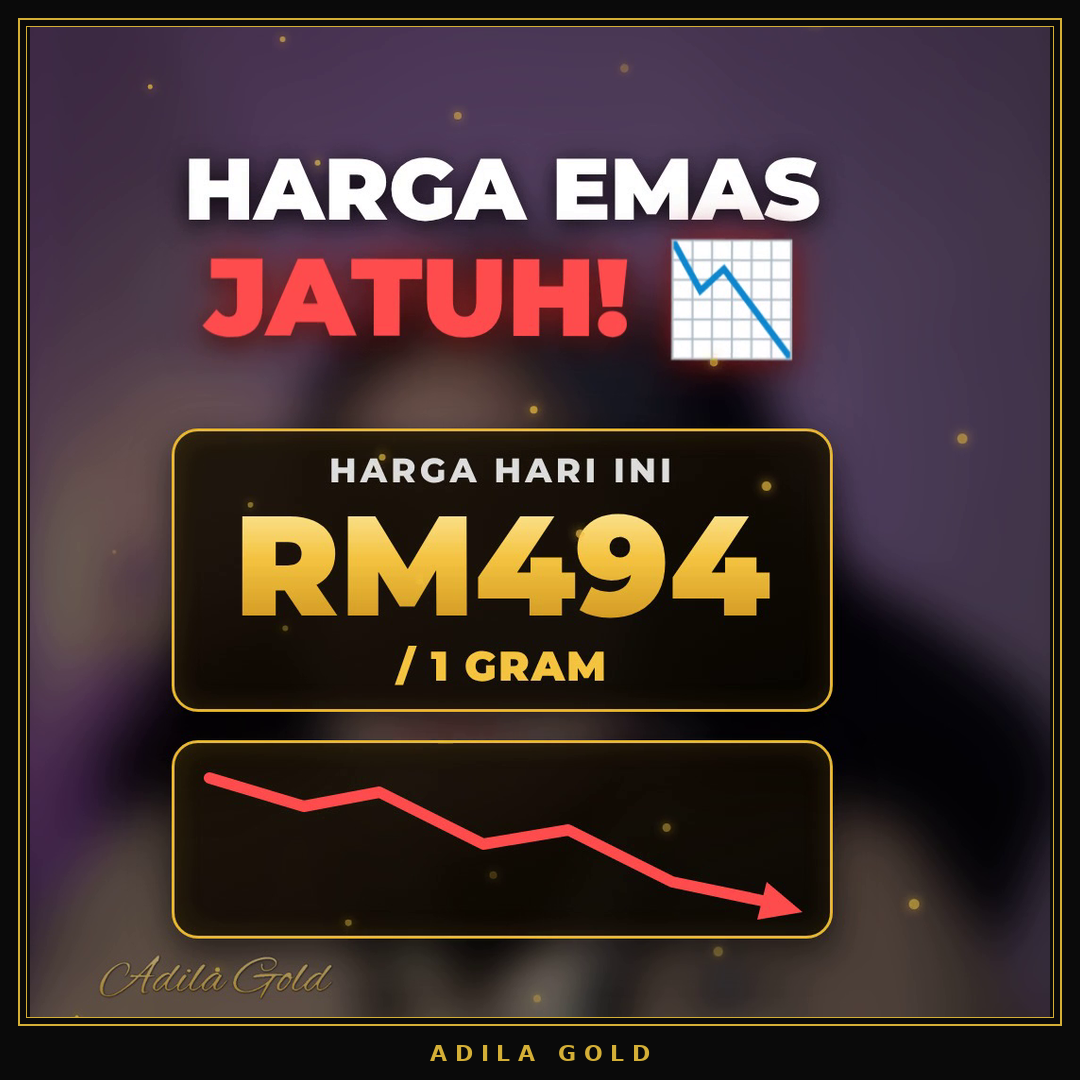 HARGA EMAS
JATUH!
HARGA HARI INI
RM494
/ 1 GRAM
Adila Gold
ADILA GOLD